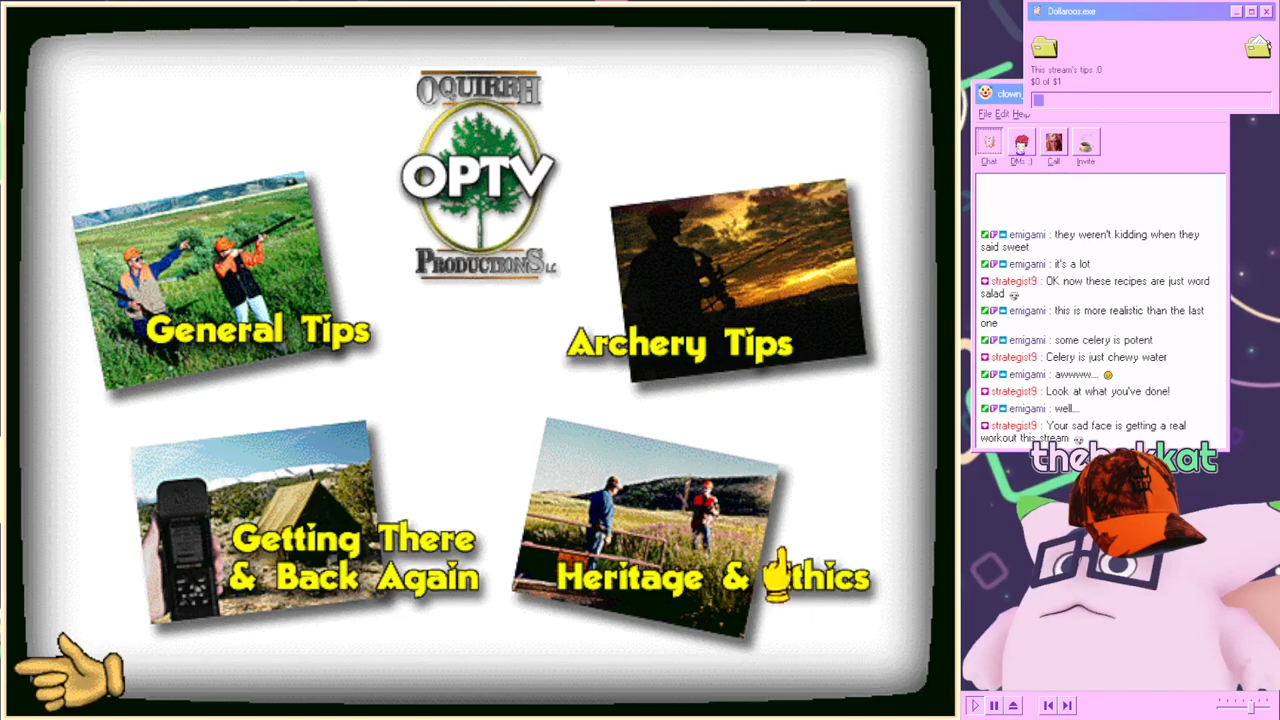 OQUIRRH
OPTV
PRODUCTIONS LC
General Tips
Archery Tips
Getting There
& Back Again
Heritage & thics
Dollaroos.exe
This stream's tips :0
$0 of $1
clown_
File Edit Help
Chat
DMs :)
Call
Invite
emigami : they weren't kidding when they
said sweet
emigami : it's a lot
strategist9 : OK now these recipes are just word
salad
emigami : this is more realistic than the last
one
emigami : some celery is potent
strategist9 : Celery is just chewy water
emigami : awwww....
strategist9 : Look at what you've done!
emigami : well...
strategist9 : Your sad face is getting a real
workout this stream